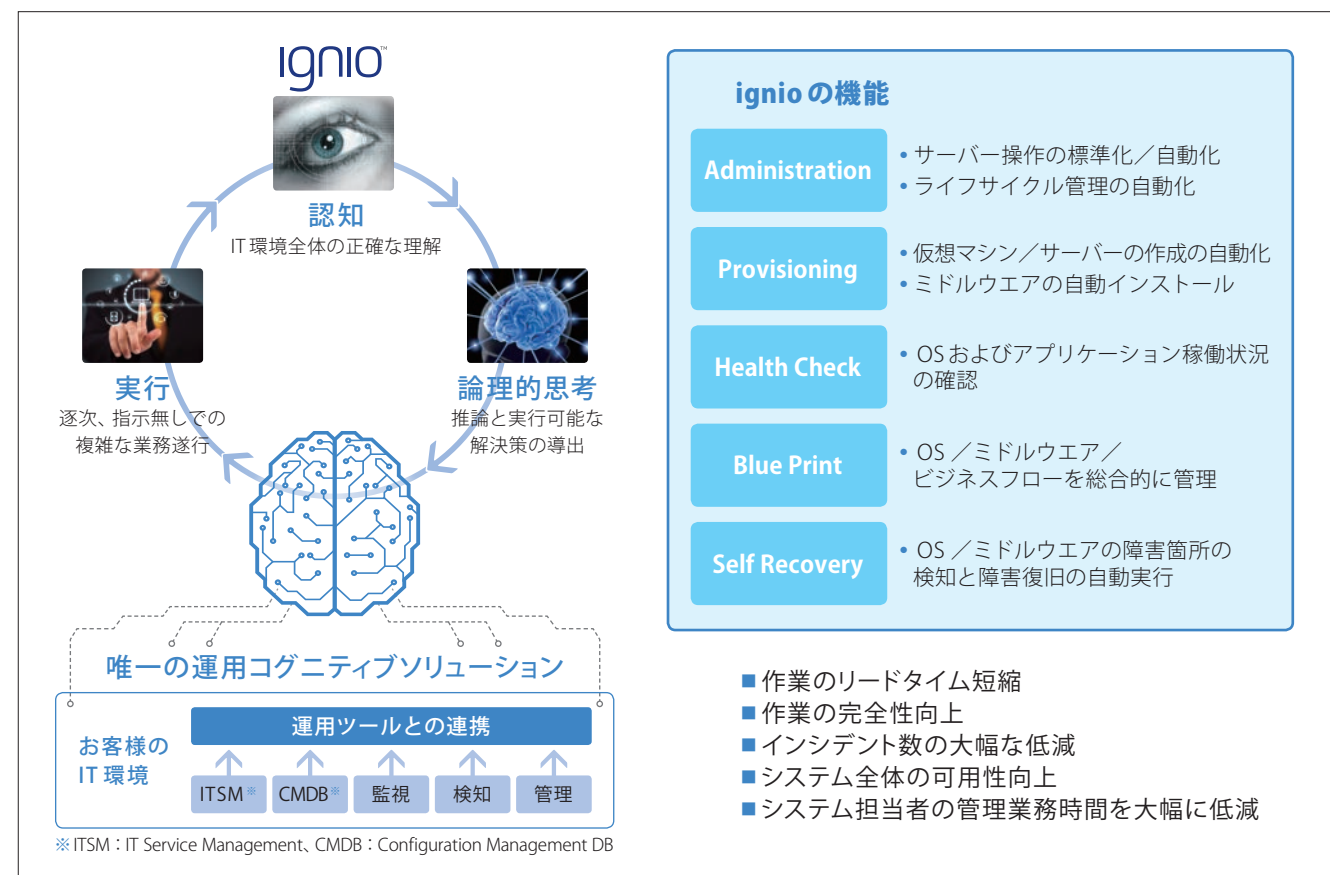 ignio™
認知
IT環境全体の正確な理解
実行
逐次、指示無しでの
複雑な業務遂行
論理的思考
推論と実行可能な
解決策の導出
唯一の運用コグニティブソリューション
お客様の
IT環境
運用ツールとの連携
ITSM※
CMDB※
監視
検知
管理
※ ITSM：IT Service Management、CMDB：Configuration Management DB
ignioの機能
Administration
• サーバー操作の標準化／自動化
• ライフサイクル管理の自動化
Provisioning
• 仮想マシン／サーバーの作成の自動化
• ミドルウエアの自動インストール
Health Check
• OSおよびアプリケーション稼働状況
の確認
Blue Print
• OS ／ミドルウエア／
ビジネスフローを総合的に管理
Self Recovery
• OS ／ミドルウエアの障害箇所の
検知と障害復旧の自動実行
■ 作業のリードタイム短縮
■ 作業の完全性向上
■ インシデント数の大幅な低減
■ システム全体の可用性向上
■ システム担当者の管理業務時間を大幅に低減